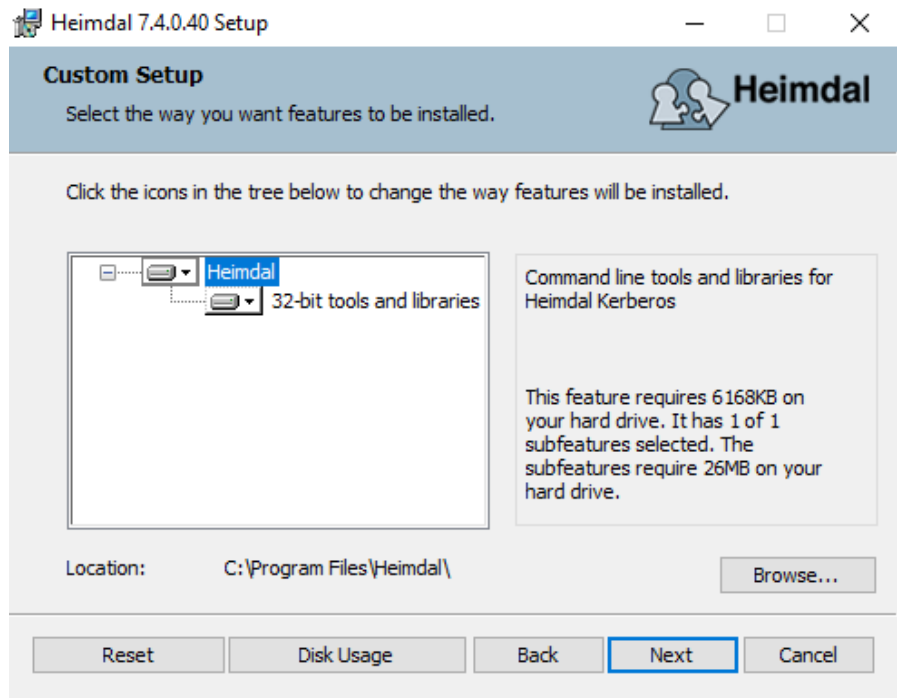 Heimdal 7.4.0.40 Setup
Custom Setup
Select the way you want features to be installed.
Heimdal
Click the icons in the tree below to change the way features will be installed.
Heimdal
32-bit tools and libraries
Command line tools and libraries for
Heimdal Kerberos
This feature requires 6168KB on
your hard drive. It has 1 of 1
subfeatures selected. The
subfeatures require 26MB on your
hard drive.
Location: C:\Program Files\Heimdal\
Browse...
Reset Disk Usage Back Next Cancel